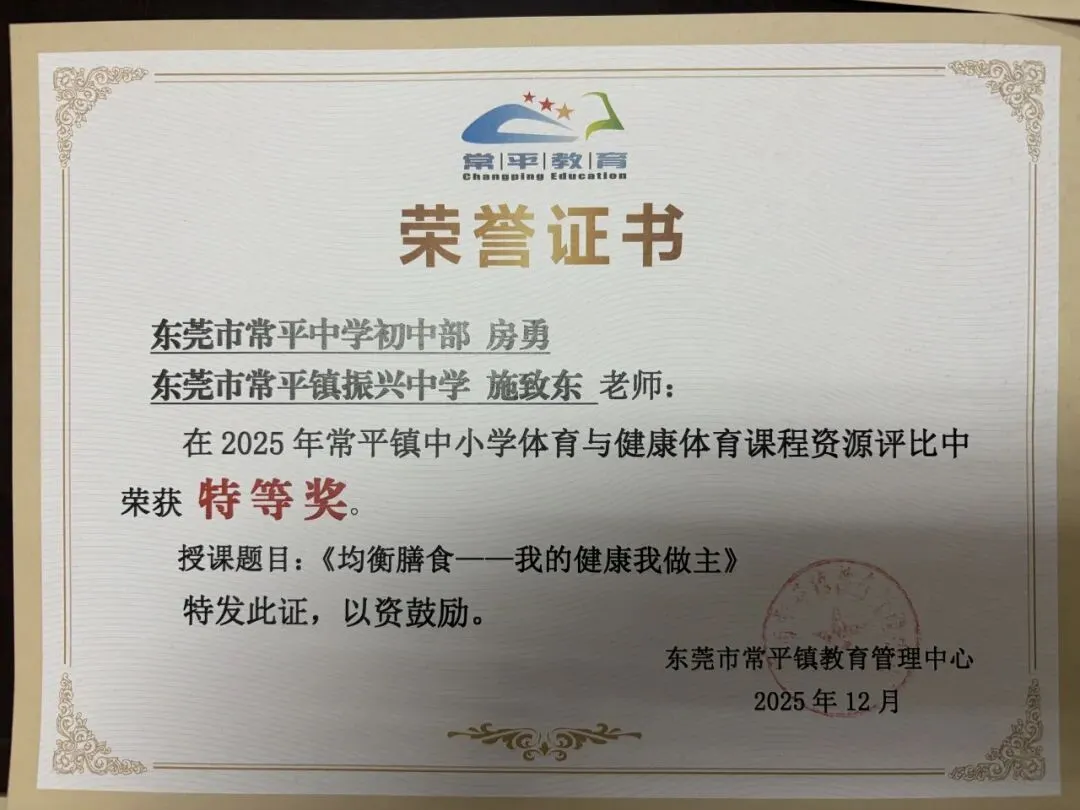 常|平|教|育
Changping Education
荣誉证书
东莞市常平中学初中部 房勇
东莞市常平镇振兴中学 施致东 老师：
在 2025 年常平镇中小学体育与健康体育课程资源评比中
荣获 特等奖。
授课题目：《均衡膳食——我的健康我做主》
特发此证，以资鼓励。
东莞市常平镇教育管理中心
2025 年 12 月